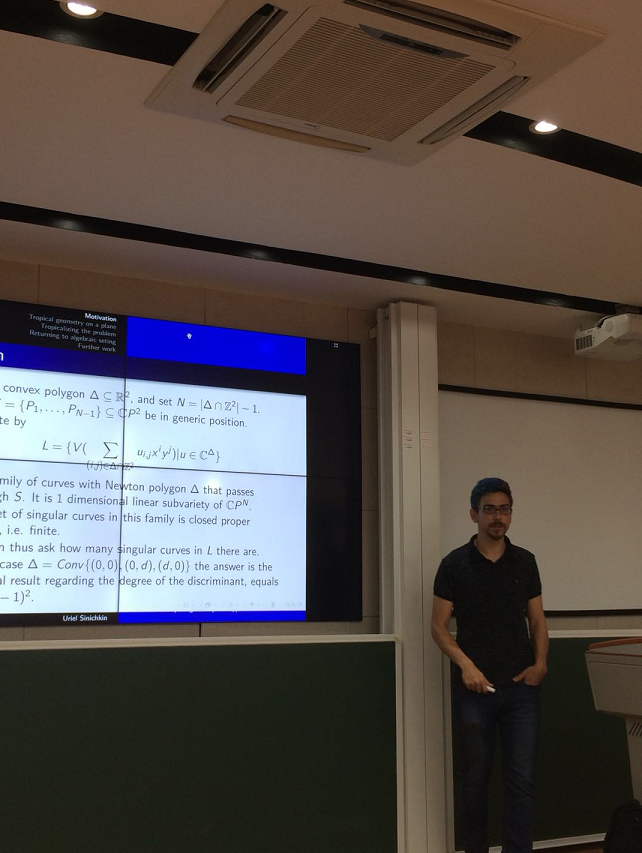 Motivation
Tropical geometry on a plane
Tropicalizing the problem
Returning to algebraic seting
Further work
convex polygon Δ ⊆ ℝ², and set N = |Δ ∩ ℤ²| − 1.
= {P₁, . . . , P_{N−1}} ⊆ ℂP² be in generic position.
te by
L = {V( ∑_{(i,j)∈Δ∩ℤ²} u_{i,j}xⁱyʲ)|u ∈ ℂ^Δ}
mily of curves with Newton polygon Δ that passes
gh S. It is 1 dimensional linear subvariety of ℂP^N.
et of singular curves in this family is closed proper
, i.e. finite.
n thus ask how many singular curves in L there are.
case Δ = Conv{(0, 0), (0, d), (d, 0)} the answer is the
al result regarding the degree of the discriminant, equals
− 1)².
Uriel Sinichkin